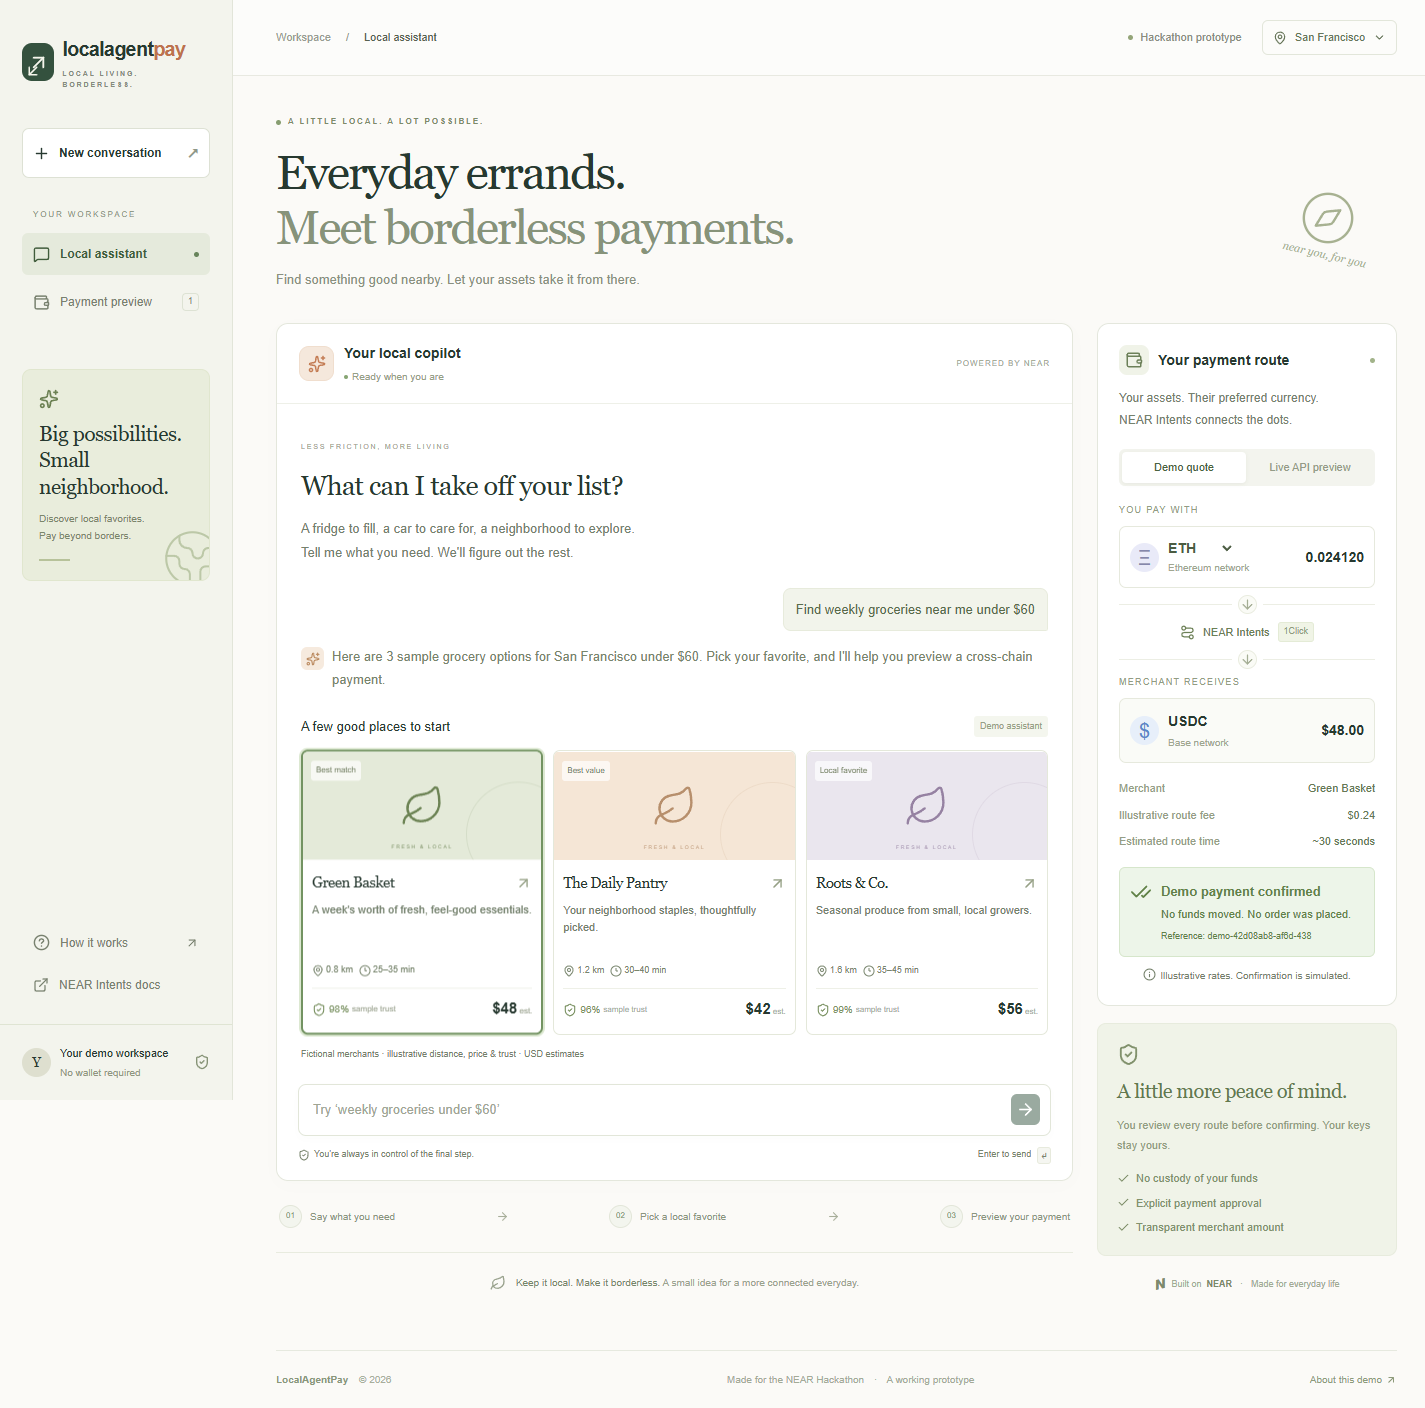 localagentpay
LOCAL LIVING.
BORDERLESS.
New conversation
YOUR WORKSPACE
Local assistant
Payment preview 1
Big possibilities.
Small
neighborhood.
Discover local favorites.
Pay beyond borders.
How it works
NEAR Intents docs
Y
Your demo workspace
No wallet required
Workspace / Local assistant
Hackathon prototype
San Francisco
A LITTLE LOCAL. A LOT POSSIBLE.
Everyday errands.
Meet borderless payments.
Find something good nearby. Let your assets take it from there.
near you, for you
Your local copilot
Ready when you are
POWERED BY NEAR
LESS FRICTION, MORE LIVING
What can I take off your list?
A fridge to fill, a car to care for, a neighborhood to explore.
Tell me what you need. We'll figure out the rest.
Find weekly groceries near me under $60
Here are 3 sample grocery options for San Francisco under $60. Pick your favorite, and I'll help you preview a cross-chain
payment.
A few good places to start
Demo assistant
Best match
FRESH & LOCAL
Green Basket
A week's worth of fresh, feel-good essentials.
0.8 km 25–35 min
98% sample trust $48 est.
Best value
FRESH & LOCAL
The Daily Pantry
Your neighborhood staples, thoughtfully
picked.
1.2 km 30–40 min
96% sample trust $42 est.
Local favorite
FRESH & LOCAL
Roots & Co.
Seasonal produce from small, local growers.
1.6 km 35–45 min
99% sample trust $56 est.
Fictional merchants · illustrative distance, price & trust · USD estimates
Try 'weekly groceries under $60'
You're always in control of the final step.
Enter to send ↵
01 Say what you need
02 Pick a local favorite
03 Preview your payment
Keep it local. Make it borderless. A small idea for a more connected everyday.
Your payment route
Your assets. Their preferred currency.
NEAR Intents connects the dots.
Demo quote
Live API preview
YOU PAY WITH
Ξ
ETH
Ethereum network
0.024120
NEAR Intents 1Click
MERCHANT RECEIVES
$
USDC
Base network
$48.00
Merchant Green Basket
Illustrative route fee $0.24
Estimated route time ~30 seconds
Demo payment confirmed
No funds moved. No order was placed.
Reference: demo-42d08ab8-af6d-438
Illustrative rates. Confirmation is simulated.
A little more peace of mind.
You review every route before confirming. Your keys
stay yours.
No custody of your funds
Explicit payment approval
Transparent merchant amount
Built on NEAR · Made for everyday life
LocalAgentPay © 2026
Made for the NEAR Hackathon · A working prototype
About this demo